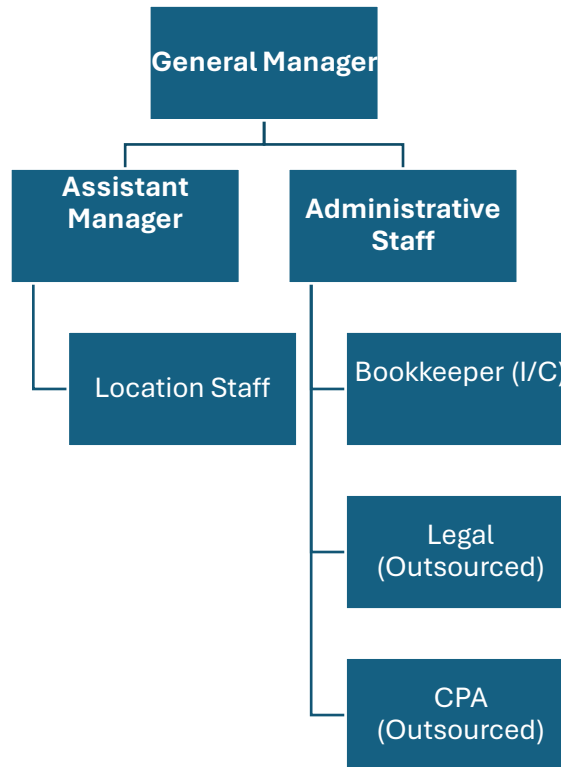 General Manager
Assistant
Manager
Administrative
Staff
Location Staff
Bookkeeper (I/C)
Legal
(Outsourced)
CPA
(Outsourced)